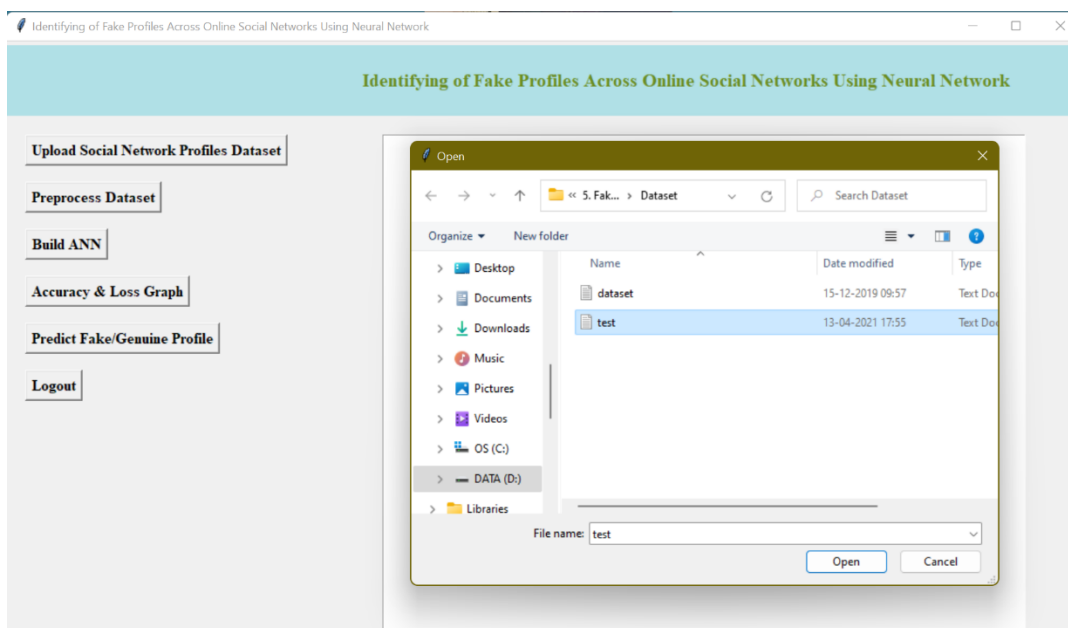 Identifying of Fake Profiles Across Online Social Networks Using Neural Network
Identifying of Fake Profiles Across Online Social Networks Using Neural Network
Upload Social Network Profiles Dataset
Preprocess Dataset
Build ANN
Accuracy & Loss Graph
Predict Fake/Genuine Profile
Logout
Open
« 5. Fak... › Dataset
Search Dataset
Organize
New folder
Name Date modified Type
dataset 15-12-2019 09:57 Text Do
test 13-04-2021 17:55 Text Do
Desktop
Documents
Downloads
Music
Pictures
Videos
OS (C:)
DATA (D:)
Libraries
File name: test
Open Cancel